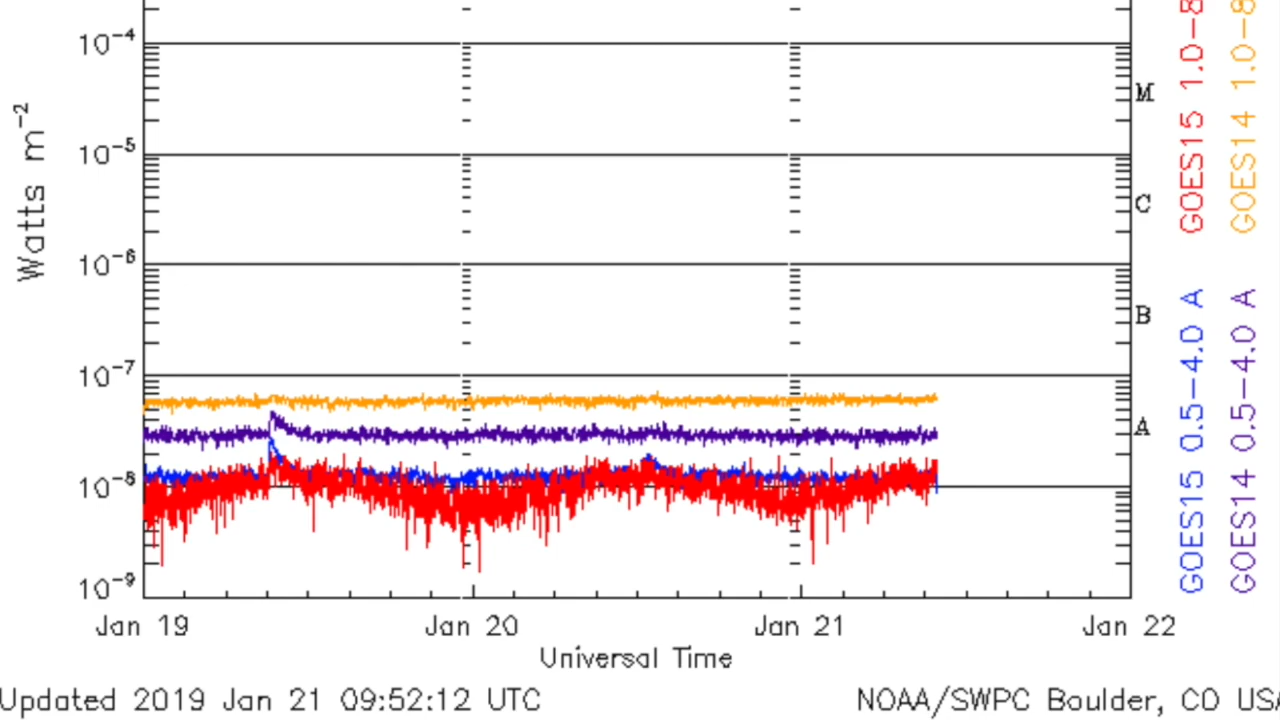 10⁻⁴
M
10⁻⁵
C
10⁻⁶
B
10⁻⁷
A
10⁻⁸
10⁻⁹
Watts m⁻²
Jan 19 Jan 20 Jan 21 Jan 22
Universal Time
GOES15 0.5–4.0 A GOES15 1.0–8
GOES14 0.5–4.0 A GOES14 1.0–8
Updated 2019 Jan 21 09:52:12 UTC
NOAA/SWPC Boulder, CO USA